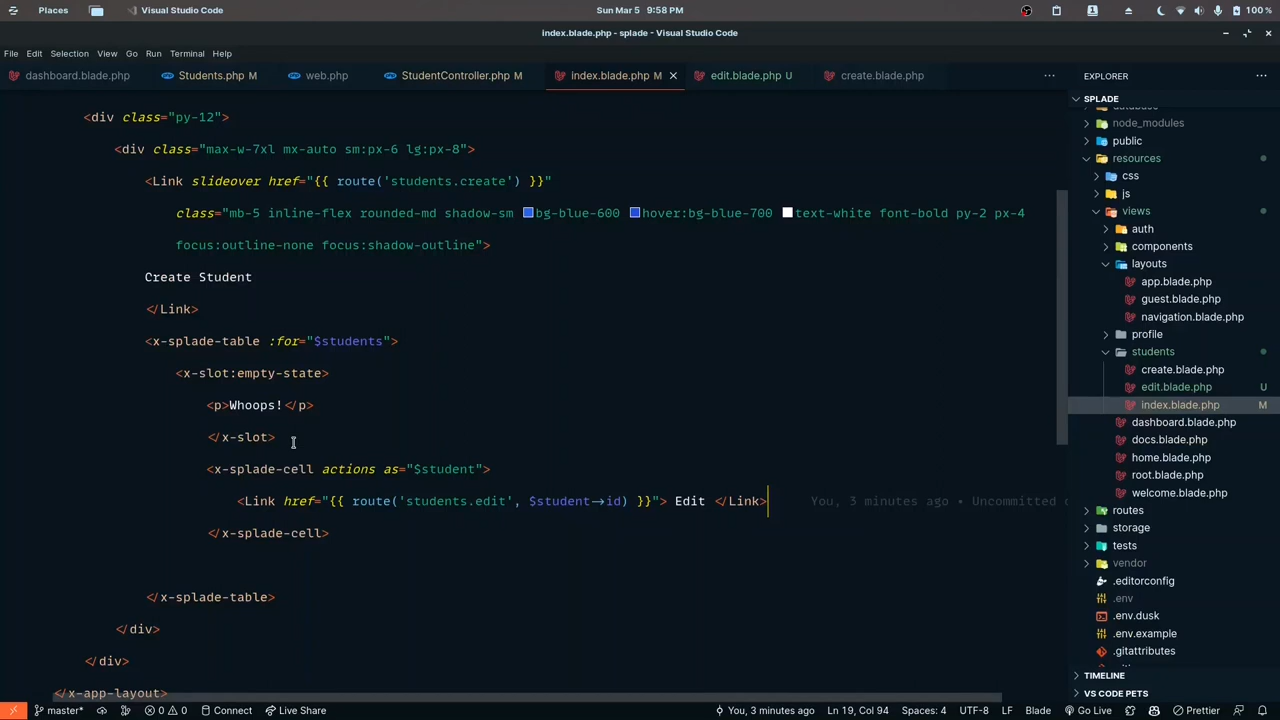 Places
Visual Studio Code
Sun Mar 5 9:58 PM
100 %
index.blade.php - splade - Visual Studio Code
File Edit Selection View Go Run Terminal Help
dashboard.blade.php
Students.php M
web.php
StudentController.php M
index.blade.php M
edit.blade.php U
create.blade.php
<div class="py-12">
<div class="max-w-7xl mx-auto sm:px-6 lg:px-8">
<Link slideover href="{{ route('students.create') }}"
class="mb-5 inline-flex rounded-md shadow-sm bg-blue-600 hover:bg-blue-700 text-white font-bold py-2 px-4
focus:outline-none focus:shadow-outline">
Create Student
</Link>
<x-splade-table :for="$students">
<x-slot:empty-state>
<p>Whoops!</p>
</x-slot>
<x-splade-cell actions as="$student">
<Link href="{{ route('students.edit', $student->id) }}"> Edit </Link>
You, 3 minutes ago • Uncommitted
</x-splade-cell>
</x-splade-table>
</div>
</div>
</x-app-layout>
EXPLORER
SPLADE
database
node_modules
public
resources
css
js
views
auth
components
layouts
app.blade.php
guest.blade.php
navigation.blade.php
profile
students
create.blade.php
edit.blade.php U
index.blade.php M
dashboard.blade.php
docs.blade.php
home.blade.php
root.blade.php
welcome.blade.php
routes
storage
tests
vendor
.editorconfig
.env
.env.dusk
.env.example
.gitattributes
TIMELINE
VS CODE PETS
master*
0 0
Connect
Live Share
You, 3 minutes ago
Ln 19, Col 94
Spaces: 4
UTF-8
LF
Blade
Go Live
Prettier